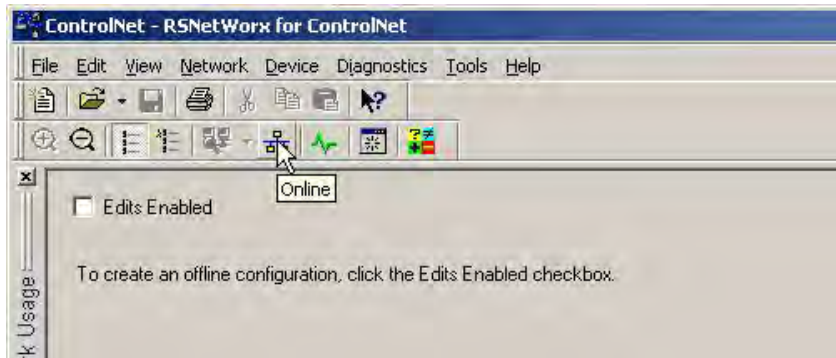 ControlNet - RSNetWorx for ControlNet
File Edit View Network Device Diagnostics Tools Help
Online
Edits Enabled
To create an offline configuration, click the Edits Enabled checkbox.
Usage